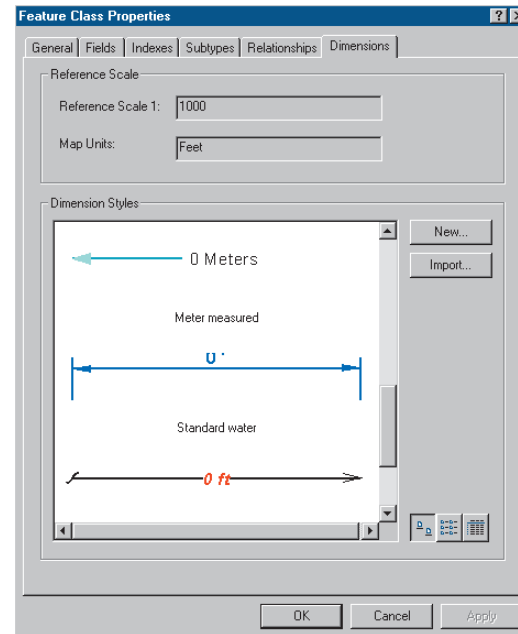 Feature Class Properties
General Fields Indexes Subtypes Relationships Dimensions
Reference Scale
Reference Scale 1: 1000
Map Units: Feet
Dimension Styles
0 Meters
New...
Import...
Meter measured
0 '
Standard water
0 ft
OK Cancel Apply